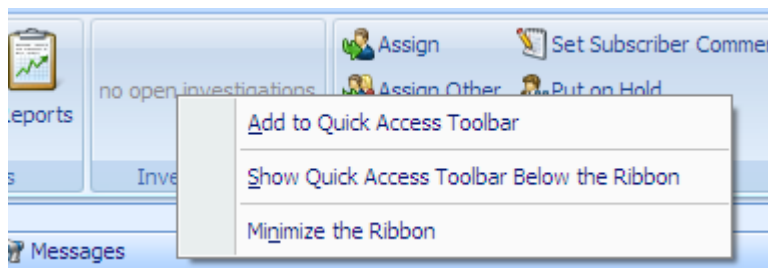 Assign
Set Subscriber Comme
no open investigations
Assign Other
Put on Hold
eports
Add to Quick Access Toolbar
Inve
Show Quick Access Toolbar Below the Ribbon
s
Minimize the Ribbon
Messages